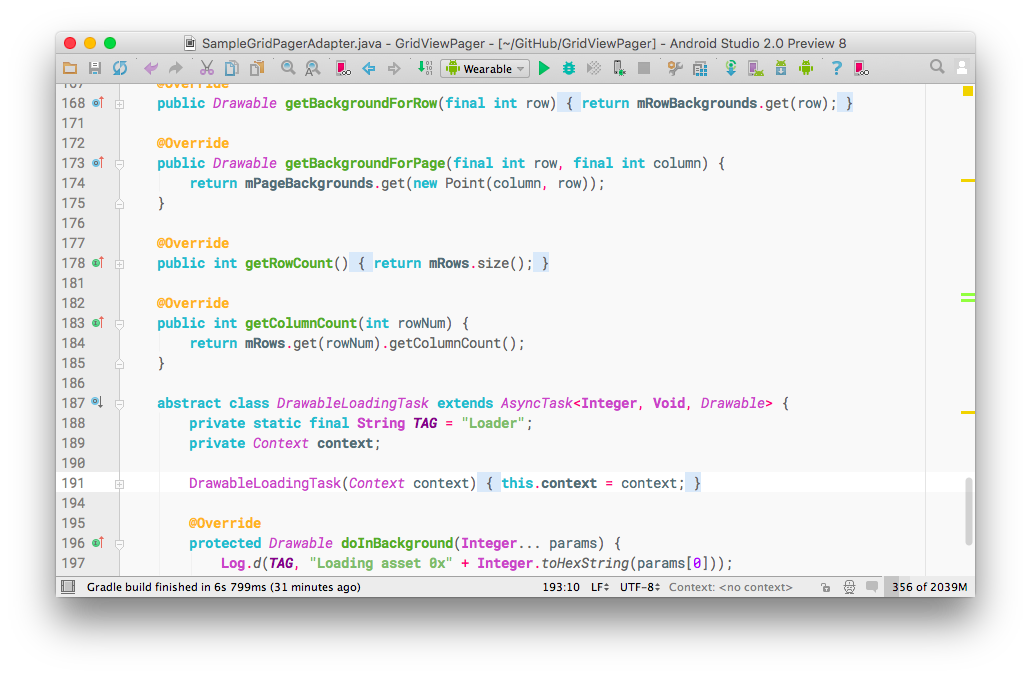 SampleGridPagerAdapter.java - GridViewPager - [~/GitHub/GridViewPager] - Android Studio 2.0 Preview 8
Wearable
167 @Override
168 public Drawable getBackgroundForRow(final int row) { return mRowBackgrounds.get(row); }
171
172 @Override
173 public Drawable getBackgroundForPage(final int row, final int column) {
174 return mPageBackgrounds.get(new Point(column, row));
175 }
176
177 @Override
178 public int getRowCount() { return mRows.size(); }
181
182 @Override
183 public int getColumnCount(int rowNum) {
184 return mRows.get(rowNum).getColumnCount();
185 }
186
187 abstract class DrawableLoadingTask extends AsyncTask<Integer, Void, Drawable> {
188 private static final String TAG = "Loader";
189 private Context context;
190
191 DrawableLoadingTask(Context context) { this.context = context; }
194
195 @Override
196 protected Drawable doInBackground(Integer... params) {
197 Log.d(TAG, "Loading asset 0x" + Integer.toHexString(params[0]));
Gradle build finished in 6s 799ms (31 minutes ago) 193:10 LF UTF-8 Context: <no context> 356 of 2039M